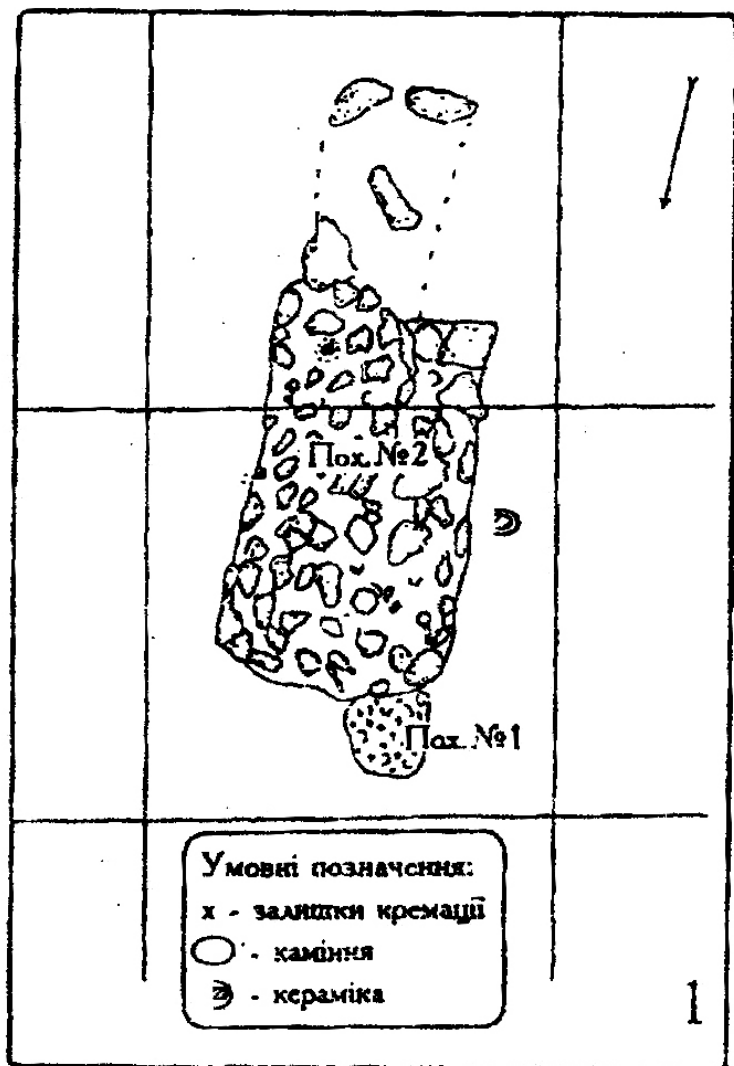 Пох. №2
Пох. №1
Умовні позначення:
х - залишки кремації
- каміння
- кераміка
1